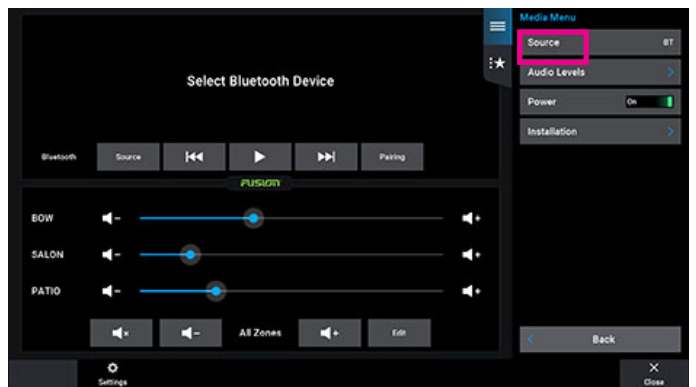 Media Menu
Source BT
Audio Levels
Power On
Installation
Select Bluetooth Device
Bluetooth Source Pairing
FUSION
BOW
SALON
PATIO
All Zones Edit
Back
Settings
Close